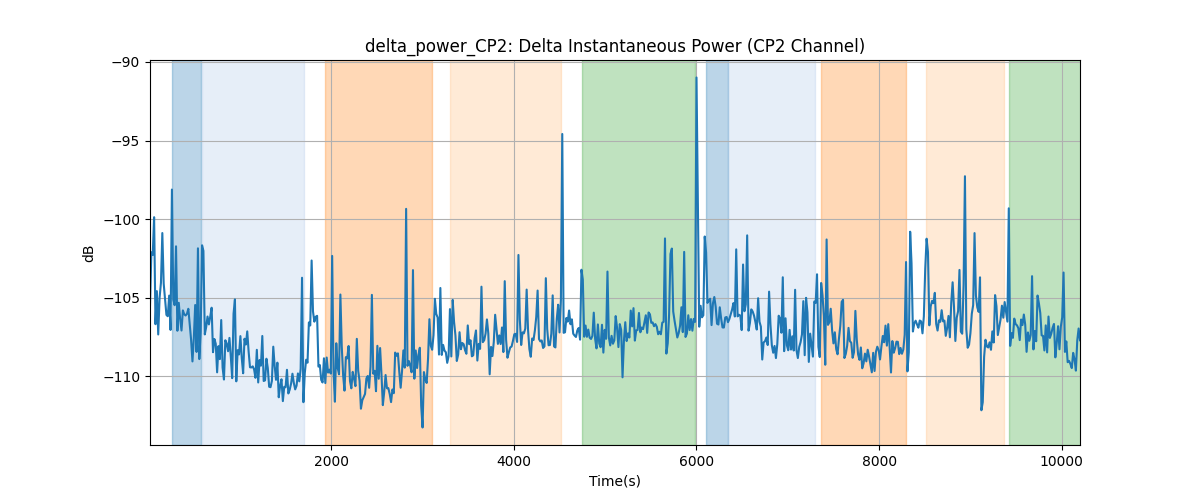 delta_power_CP2: Delta Instantaneous Power (CP2 Channel)
−90
−95
−100
−105
−110
dB
2000 4000 6000 8000 10000
Time(s)